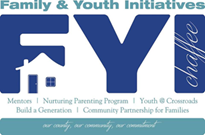 Family & Youth Initiatives
FYI
chaffee
Mentors | Nurturing Parenting Program | Youth @ Crossroads
Build a Generation | Community Partnership for Families
our county, our community, our commitment